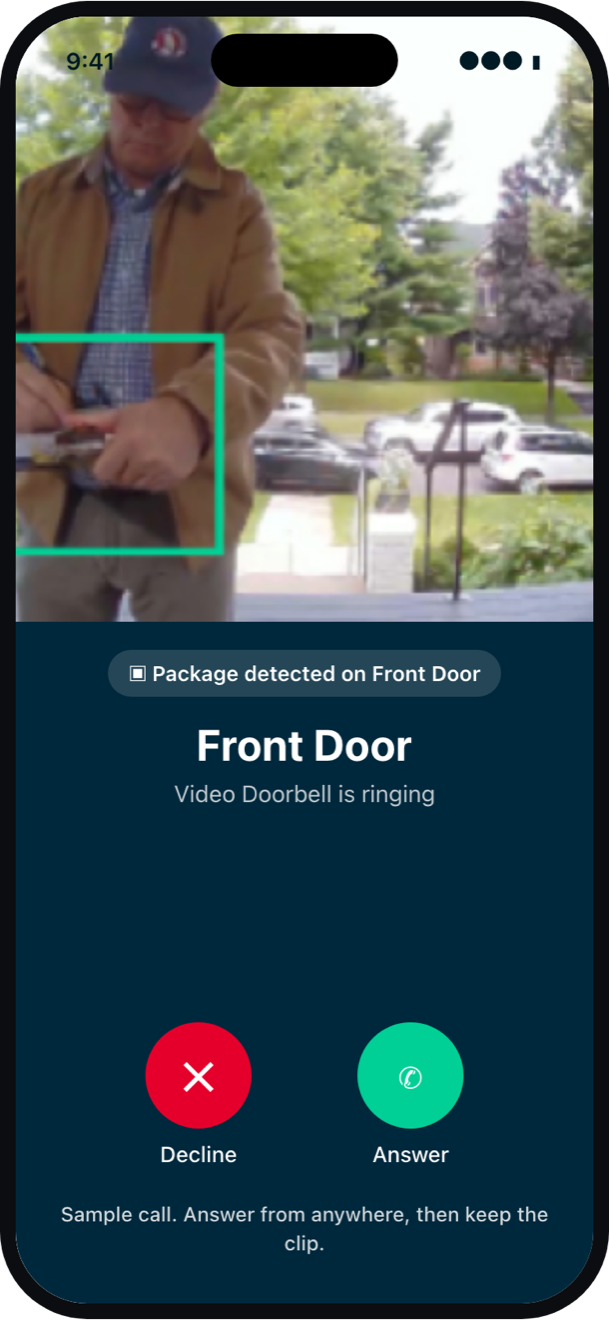 9:41
Package detected on Front Door
Front Door
Video Doorbell is ringing
Decline
Answer
Sample call. Answer from anywhere, then keep the
clip.